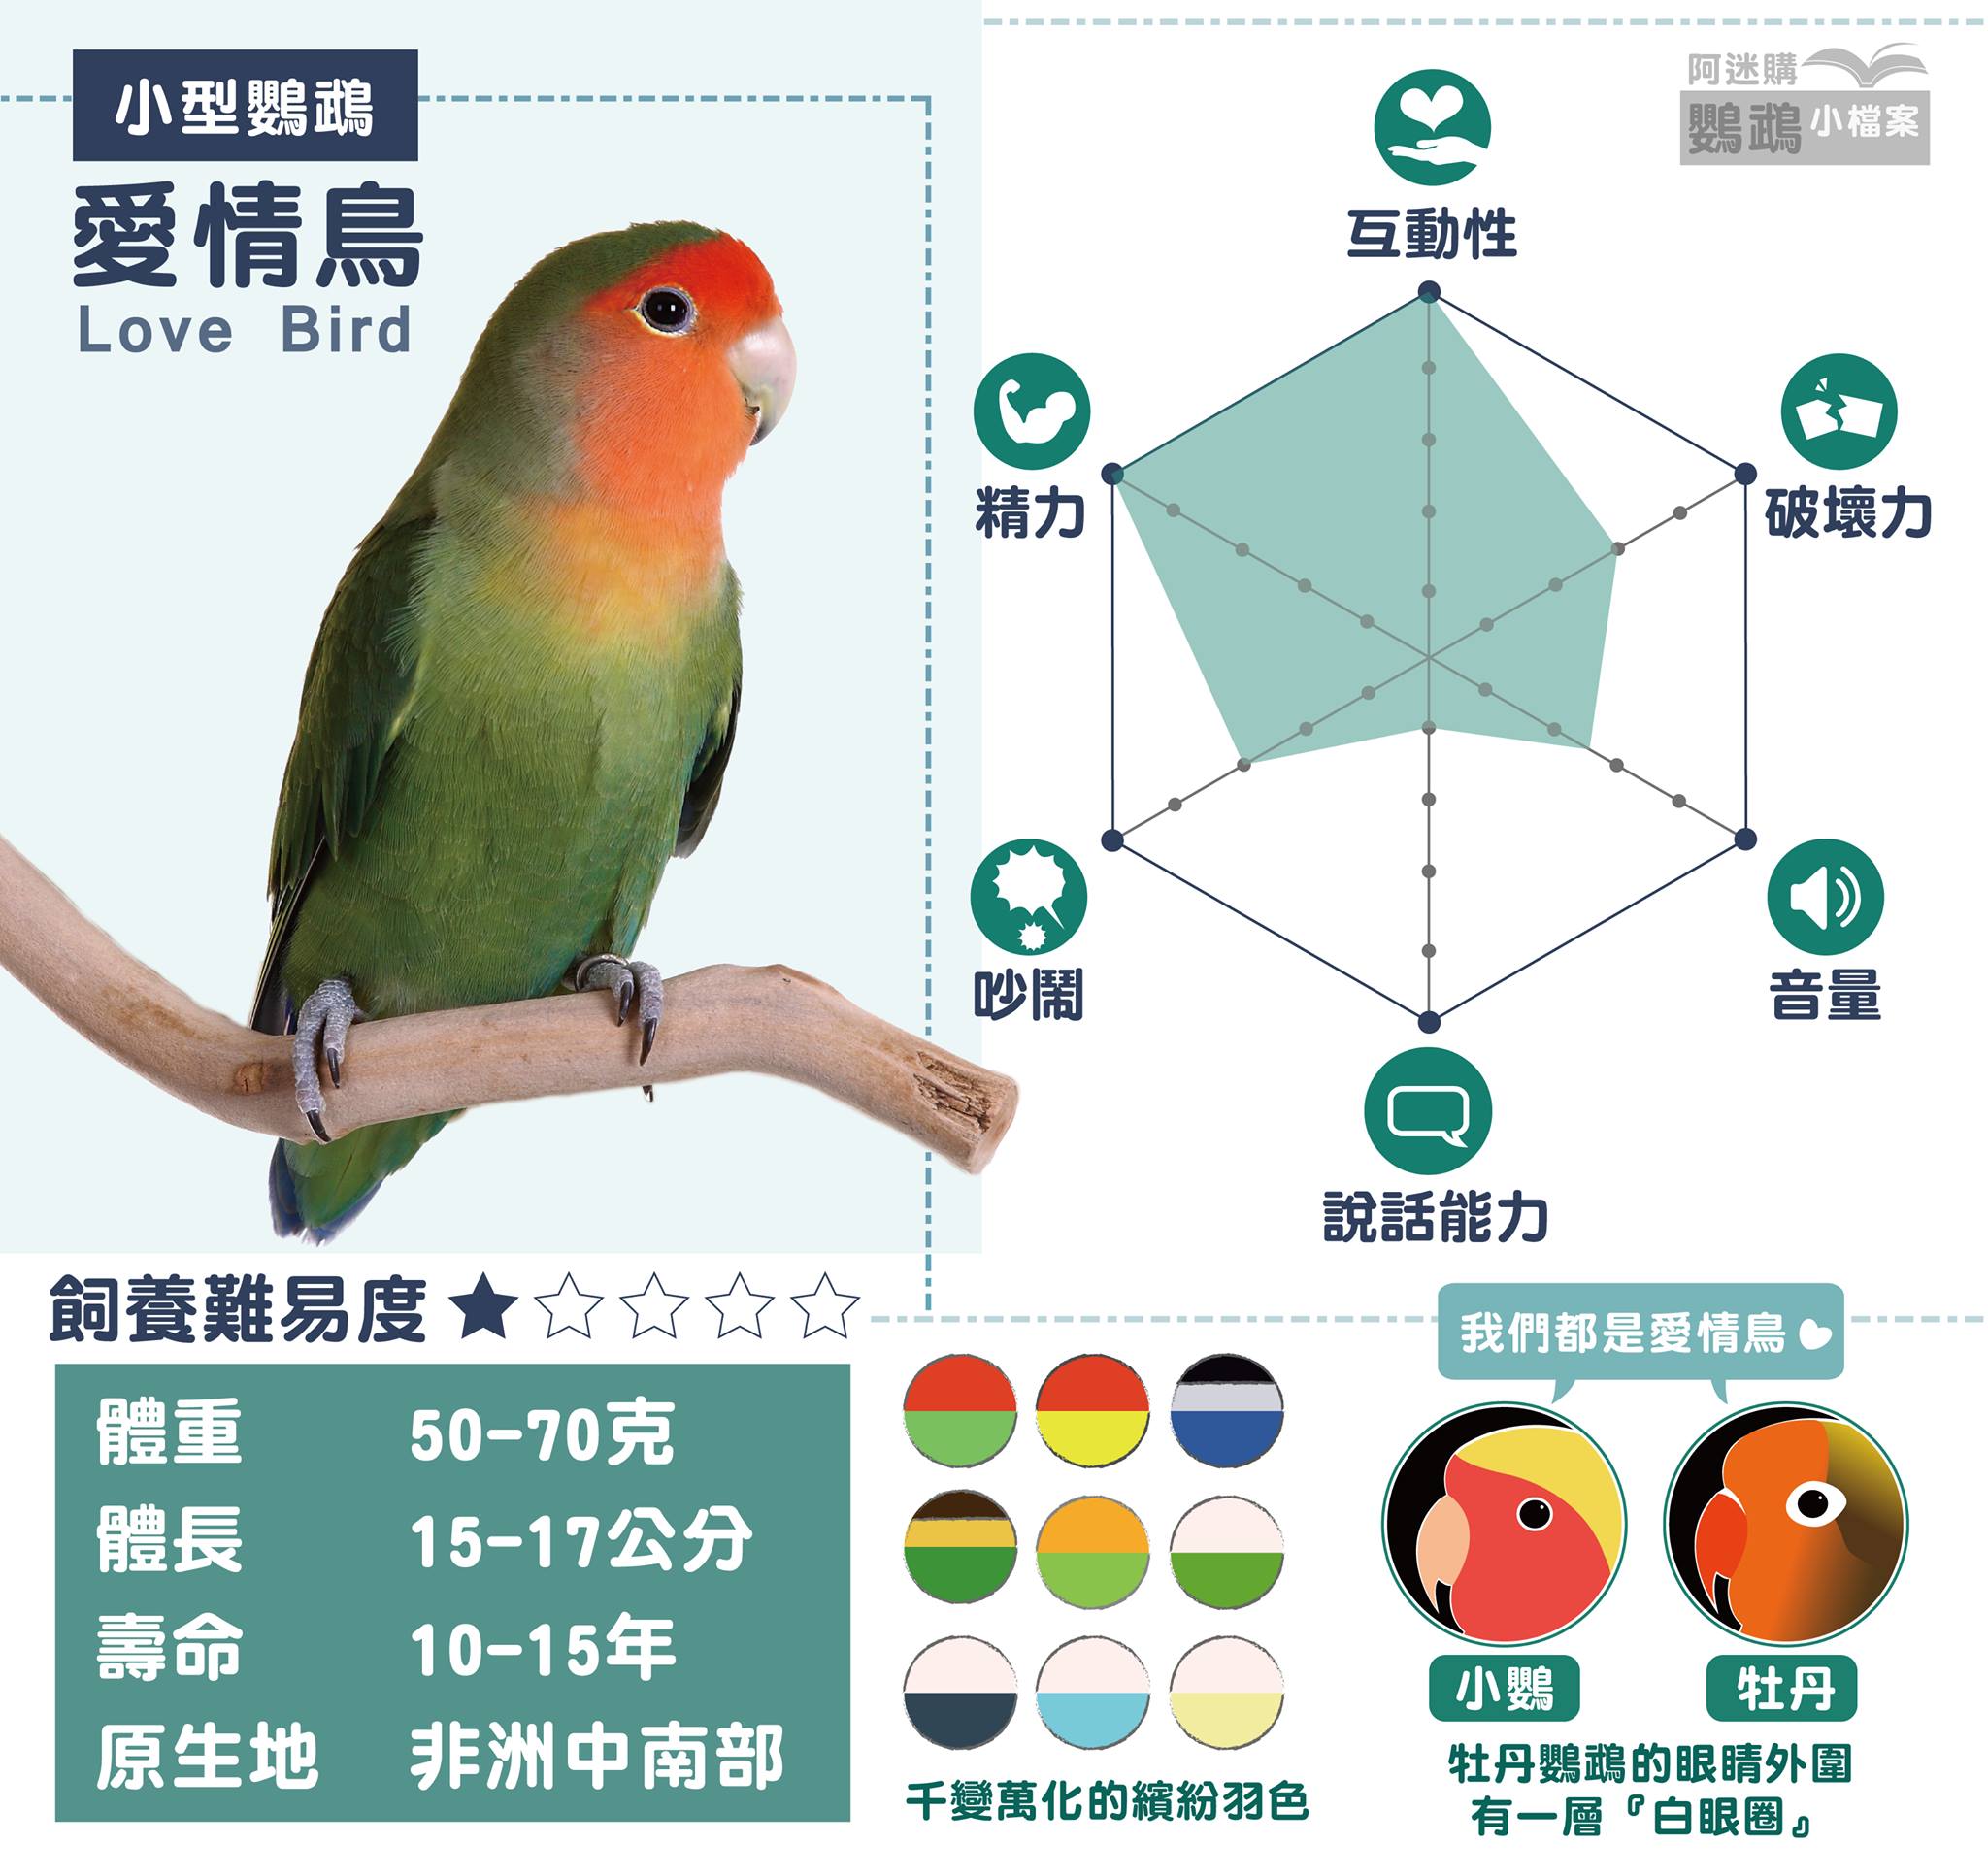 小型鸚鵡
愛情鳥
Love Bird
阿迷購
鸚鵡小檔案
互動性
精力
破壞力
吵鬧
音量
說話能力
飼養難易度
體重 50-70克
體長 15-17公分
壽命 10-15年
原生地 非洲中南部
千變萬化的繽紛羽色
我們都是愛情鳥
小鸚
牡丹
牡丹鸚鵡的眼睛外圍
有一層『白眼圈』